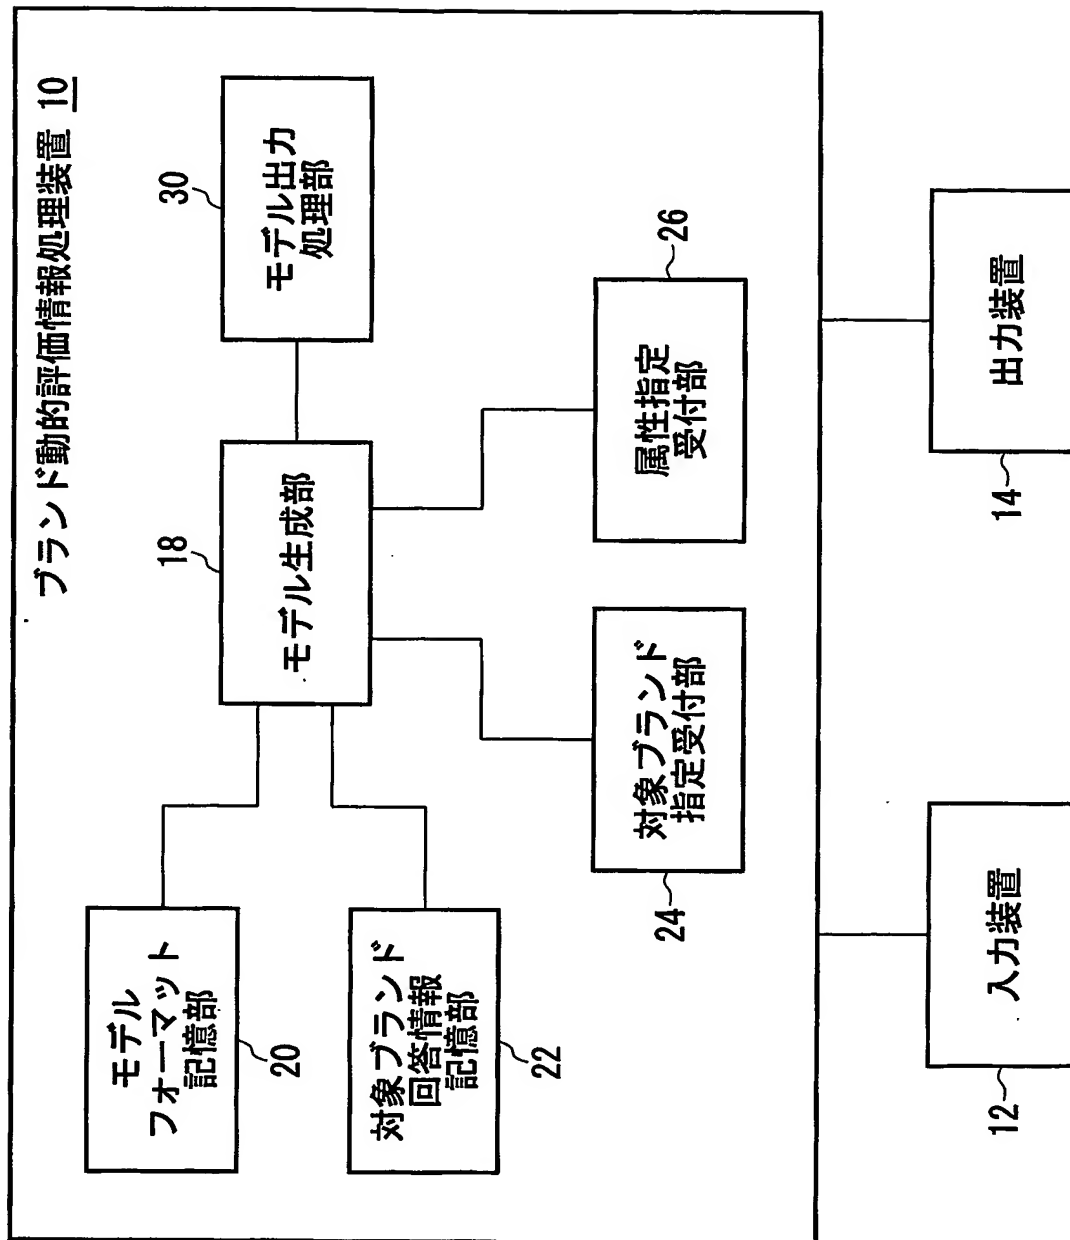 ブランド動的評価情報処理装置 10
モデル
フォーマット
記憶部
20
対象ブランド
回答情報
記憶部
22
18
モデル生成部
30
モデル出力
処理部
対象ブランド
指定受付部
24
属性指定
受付部
26
入力装置
12
出力装置
14